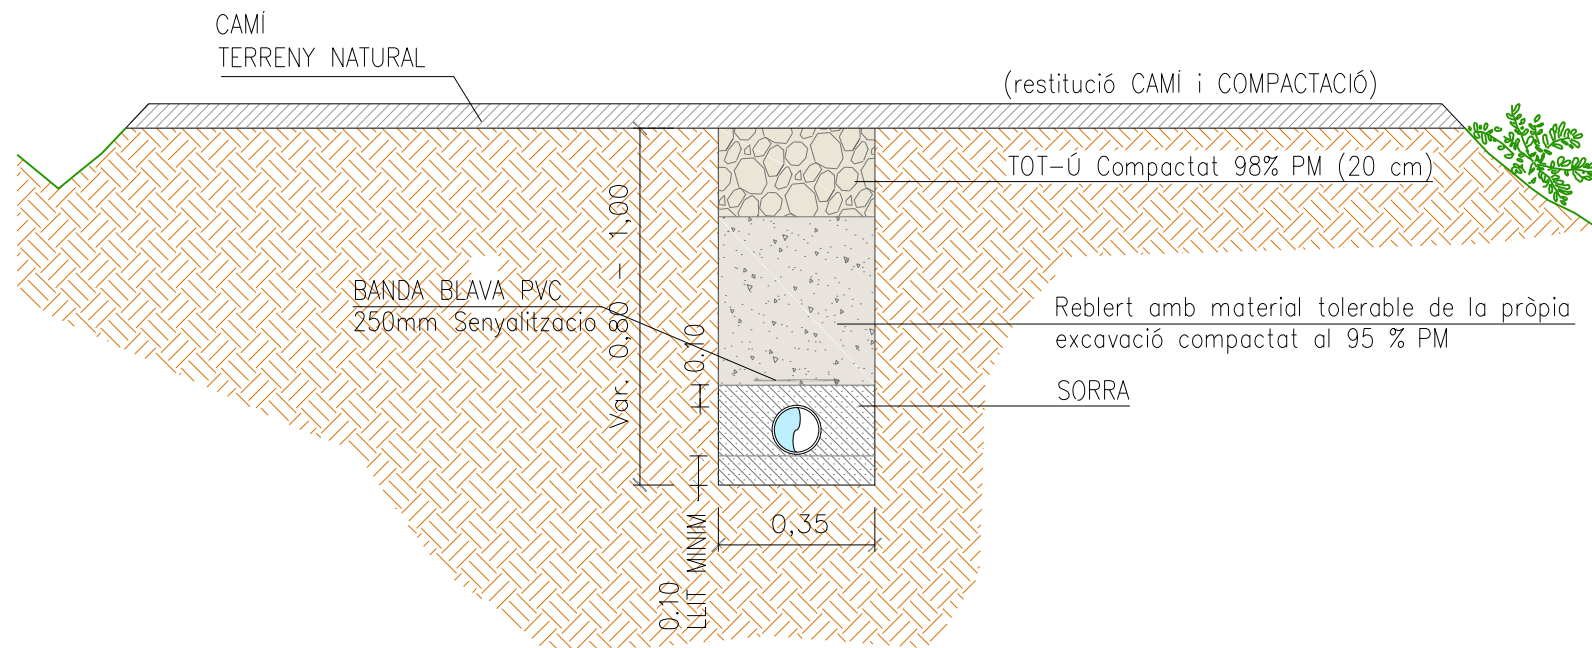 CAMÍ
TERRENY NATURAL
(restitució CAMÍ i COMPACTACIÓ)
TOT-Ú Compactat 98% PM (20 cm)
BANDA BLAVA PVC
250mm Senyalitzacio
Var. 0,80 - 1,00
0.10
Reblert amb material tolerable de la pròpia
excavació compactat al 95 % PM
SORRA
0,35
0.10
LLIT MINIM